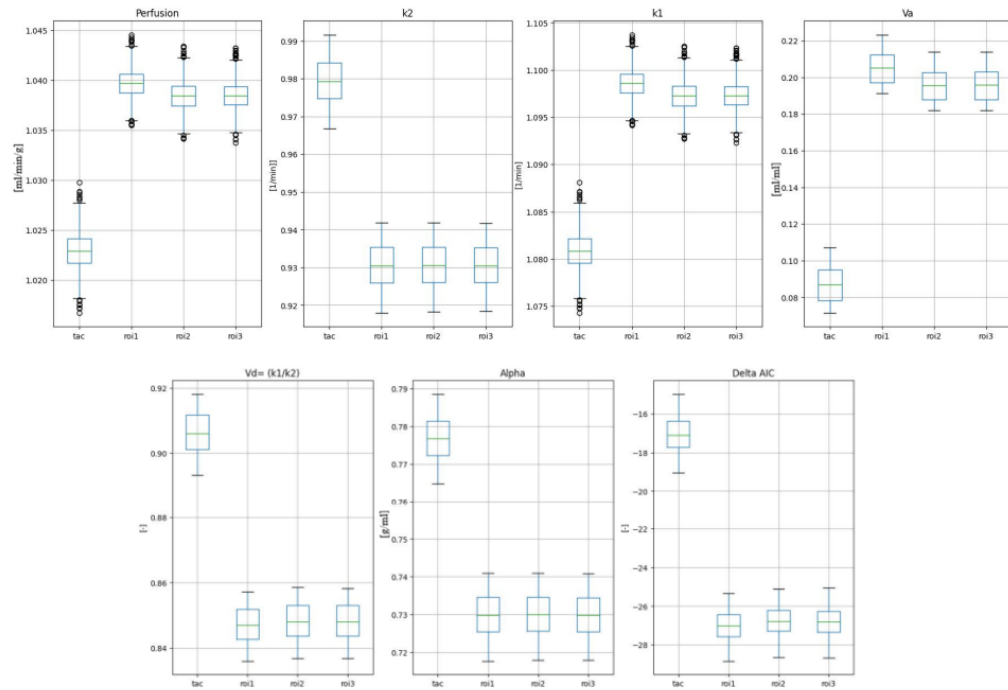 Perfusion
1.045
1.040
1.035
1.030
1.023
1.020
[ml/min/g]
tac roi1 roi2 roi3
k2
0.99
0.98
0.97
0.96
0.95
0.94
0.93
0.92
[1/min]]
tac roi1 roi2 roi3
k1
1.105
1.100
1.095
1.090
1.085
1.080
1.075
[1/min]
tac roi1 roi2 roi3
Va
0.22
0.20
0.18
0.16
0.14
0.12
0.10
0.08
[ml/ml]
tac roi1 roi2 roi3
Vd= (k1/k2)
0.92
0.90
0.88
0.86
0.84
[-]
tac roi1 roi2 roi3
Alpha
0.79
0.78
0.77
0.76
0.75
0.74
0.73
0.72
[g/ml]
tac roi1 roi2 roi3
Delta AIC
−16
−18
−20
−22
−24
−26
−28
[-]
tac roi1 roi2 roi3